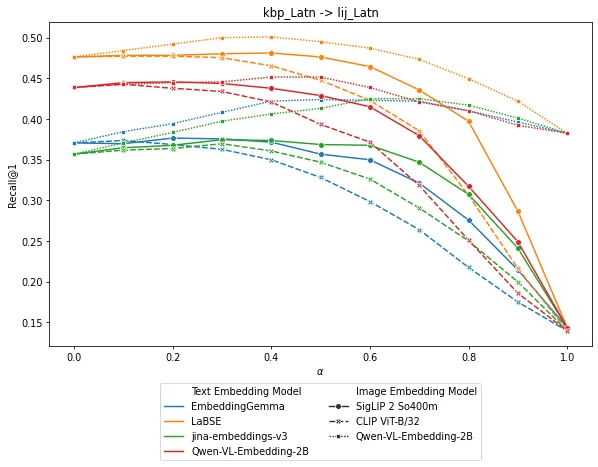 kbp_Latn -> lij_Latn
Recall@1
0.50
0.45
0.40
0.35
0.30
0.25
0.20
0.15
0.0 0.2 0.4 0.6 0.8 1.0
α
Text Embedding Model
EmbeddingGemma
LaBSE
jina-embeddings-v3
Qwen-VL-Embedding-2B
Image Embedding Model
SigLIP 2 So400m
CLIP ViT-B/32
Qwen-VL-Embedding-2B